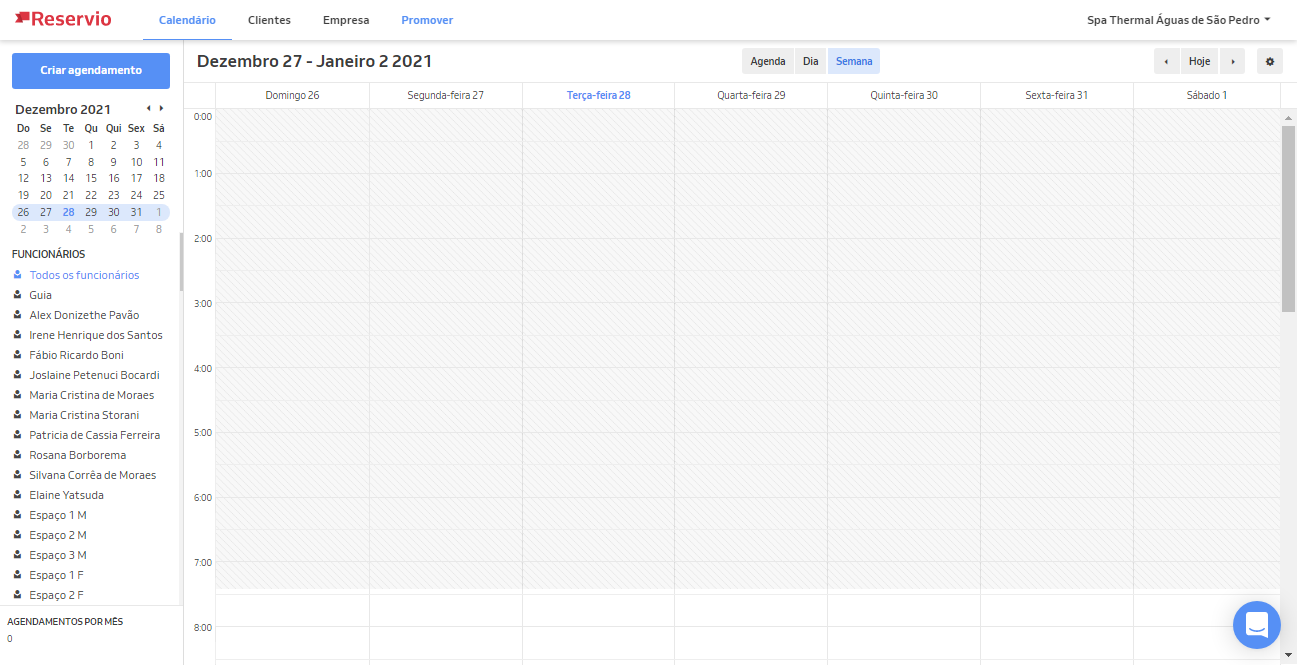 Reservio Calendário Clientes Empresa Promover Spa Thermal Águas de São Pedro
Criar agendamento
Dezembro 2021
Do Se Te Qu Qui Sex Sá
28 29 30 1 2 3 4
5 6 7 8 9 10 11
12 13 14 15 16 17 18
19 20 21 22 23 24 25
26 27 28 29 30 31 1
2 3 4 5 6 7 8
FUNCIONÁRIOS
Todos os funcionários
Guia
Alex Donizethe Pavão
Irene Henrique dos Santos
Fábio Ricardo Boni
Joslaine Petenuci Bocardi
Maria Cristina de Moraes
Maria Cristina Storani
Patricia de Cassia Ferreira
Rosana Borborema
Silvana Corrêa de Moraes
Elaine Yatsuda
Espaço 1 M
Espaço 2 M
Espaço 3 M
Espaço 1 F
Espaço 2 F
AGENDAMENTOS POR MÊS
0
Dezembro 27 - Janeiro 2 2021 Agenda Dia Semana Hoje
Domingo 26 Segunda-feira 27 Terça-feira 28 Quarta-feira 29 Quinta-feira 30 Sexta-feira 31 Sábado 1
0:00
1:00
2:00
3:00
4:00
5:00
6:00
7:00
8:00